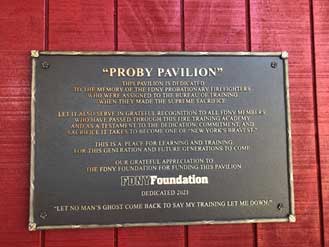 "PROBY PAVILION"
THIS PAVILION IS DEDICATED
TO THE MEMORY OF THE FDNY PROBATIONARY FIREFIGHTERS
WHO WERE ASSIGNED TO THE BUREAU OF TRAINING
WHEN THEY MADE THE SUPREME SACRIFICE.
LET IT ALSO SERVE IN GRATEFUL RECOGNITION TO ALL FDNY MEMBERS
WHO HAVE PASSED THROUGH THIS FIRE TRAINING ACADEMY
AND AS A TESTAMENT TO THE DEDICATION, COMMITMENT, AND
SACRIFICE IT TAKES TO BECOME ONE OF "NEW YORK'S BRAVEST."
THIS IS A PLACE FOR LEARNING AND TRAINING
FOR THIS GENERATION AND FUTURE GENERATIONS TO COME
OUR GRATEFUL APPRECIATION TO
THE FDNY FOUNDATION FOR FUNDING THIS PAVILION
FDNYFoundation
DEDICATED 2021
"LET NO MAN'S GHOST COME BACK TO SAY MY TRAINING LET ME DOWN."